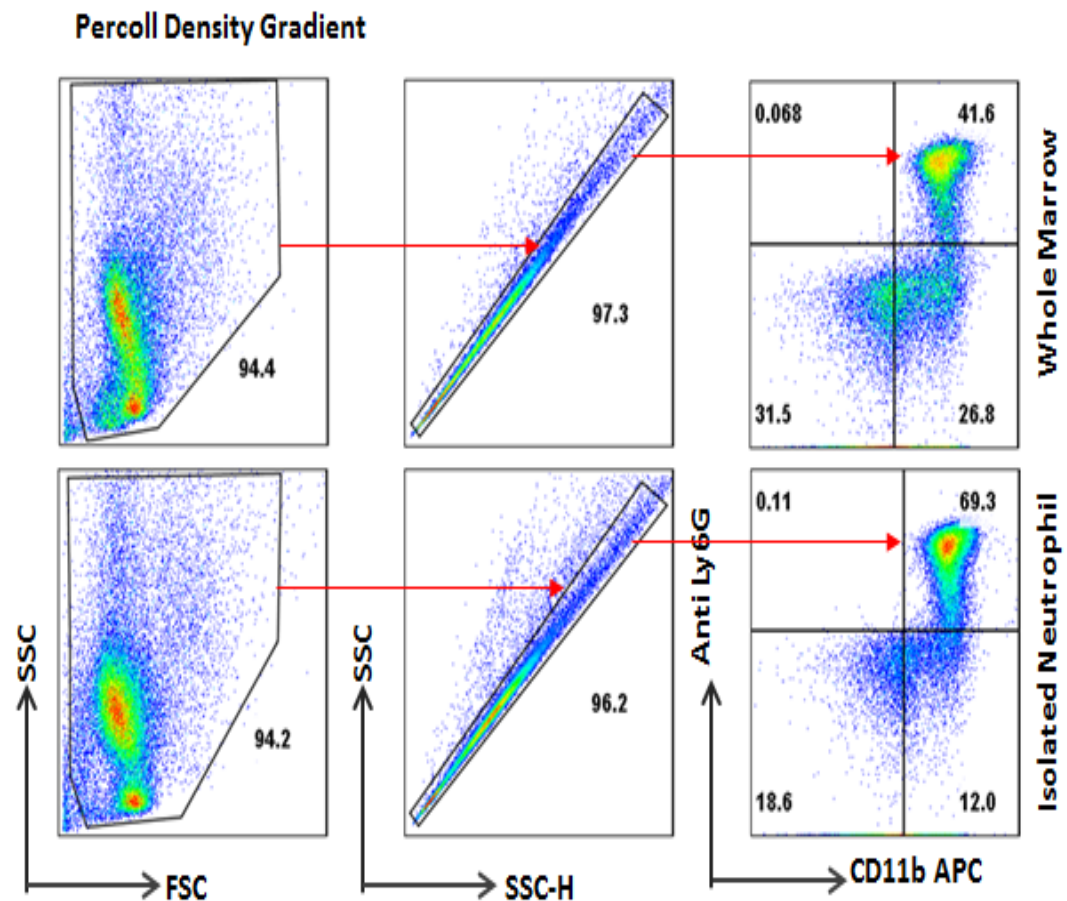 Percoll Density Gradient
94.4
97.3
0.068
41.6
31.5
26.8
Whole Marrow
94.2
96.2
0.11
69.3
18.6
12.0
Isolated Neutrophil
SSC
FSC
SSC
SSC-H
Anti Ly6G
CD11b APC